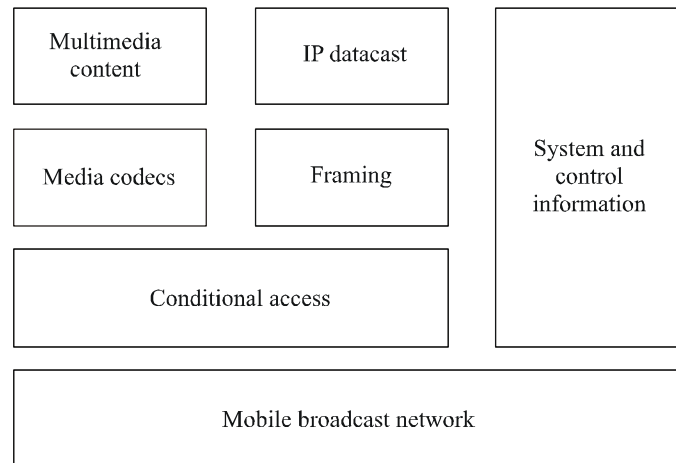 Multimedia
content
IP datacast
System and
control
information
Media codecs
Framing
Conditional access
Mobile broadcast network